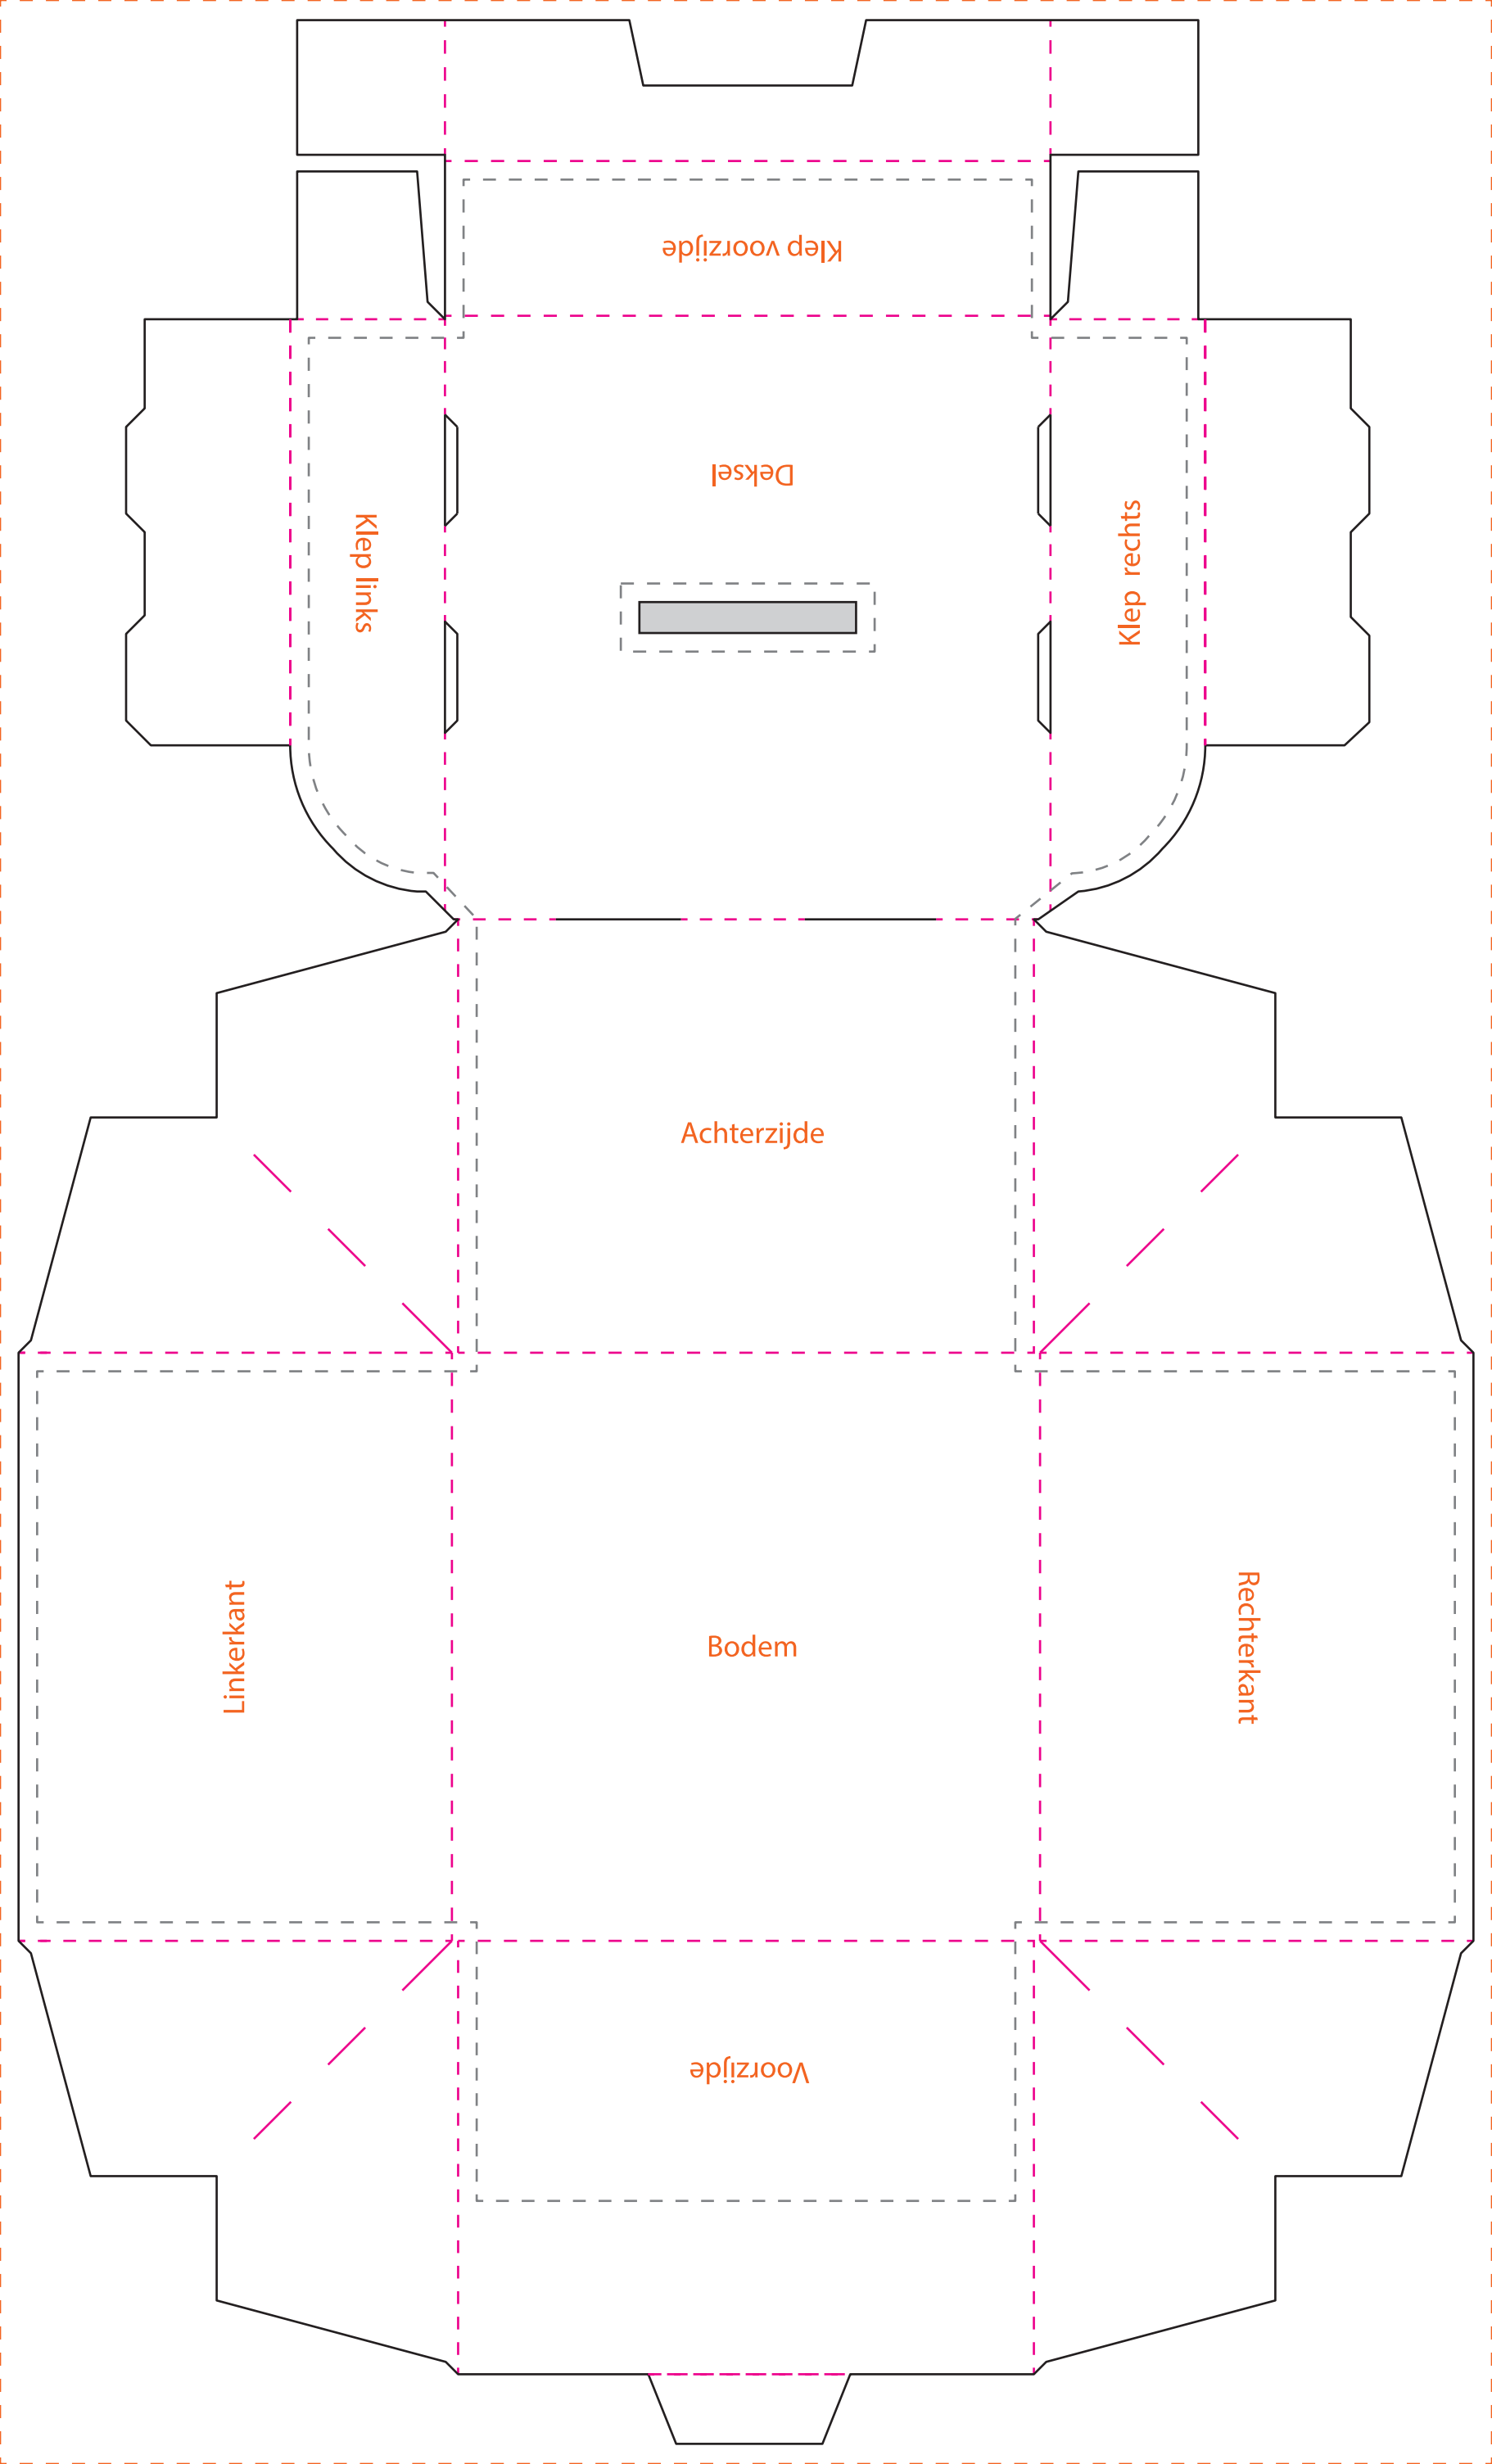 Klep voorzijde
Deksel
Klep links
Klep rechts
Achterzijde
Linkerkant
Bodem
Rechterkant
Voorzijde